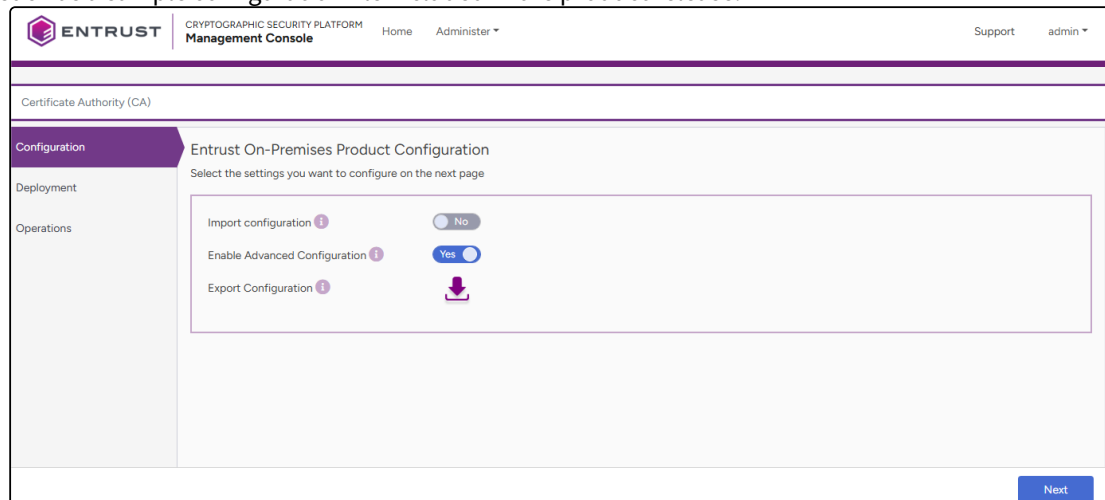 ENTRUST
CRYPTOGRAPHIC SECURITY PLATFORM
Management Console
Home
Administer
Support
admin
Certificate Authority (CA)
Configuration
Deployment
Operations
Entrust On-Premises Product Configuration
Select the settings you want to configure on the next page
Import configuration
No
Enable Advanced Configuration
Yes
Export Configuration
Next